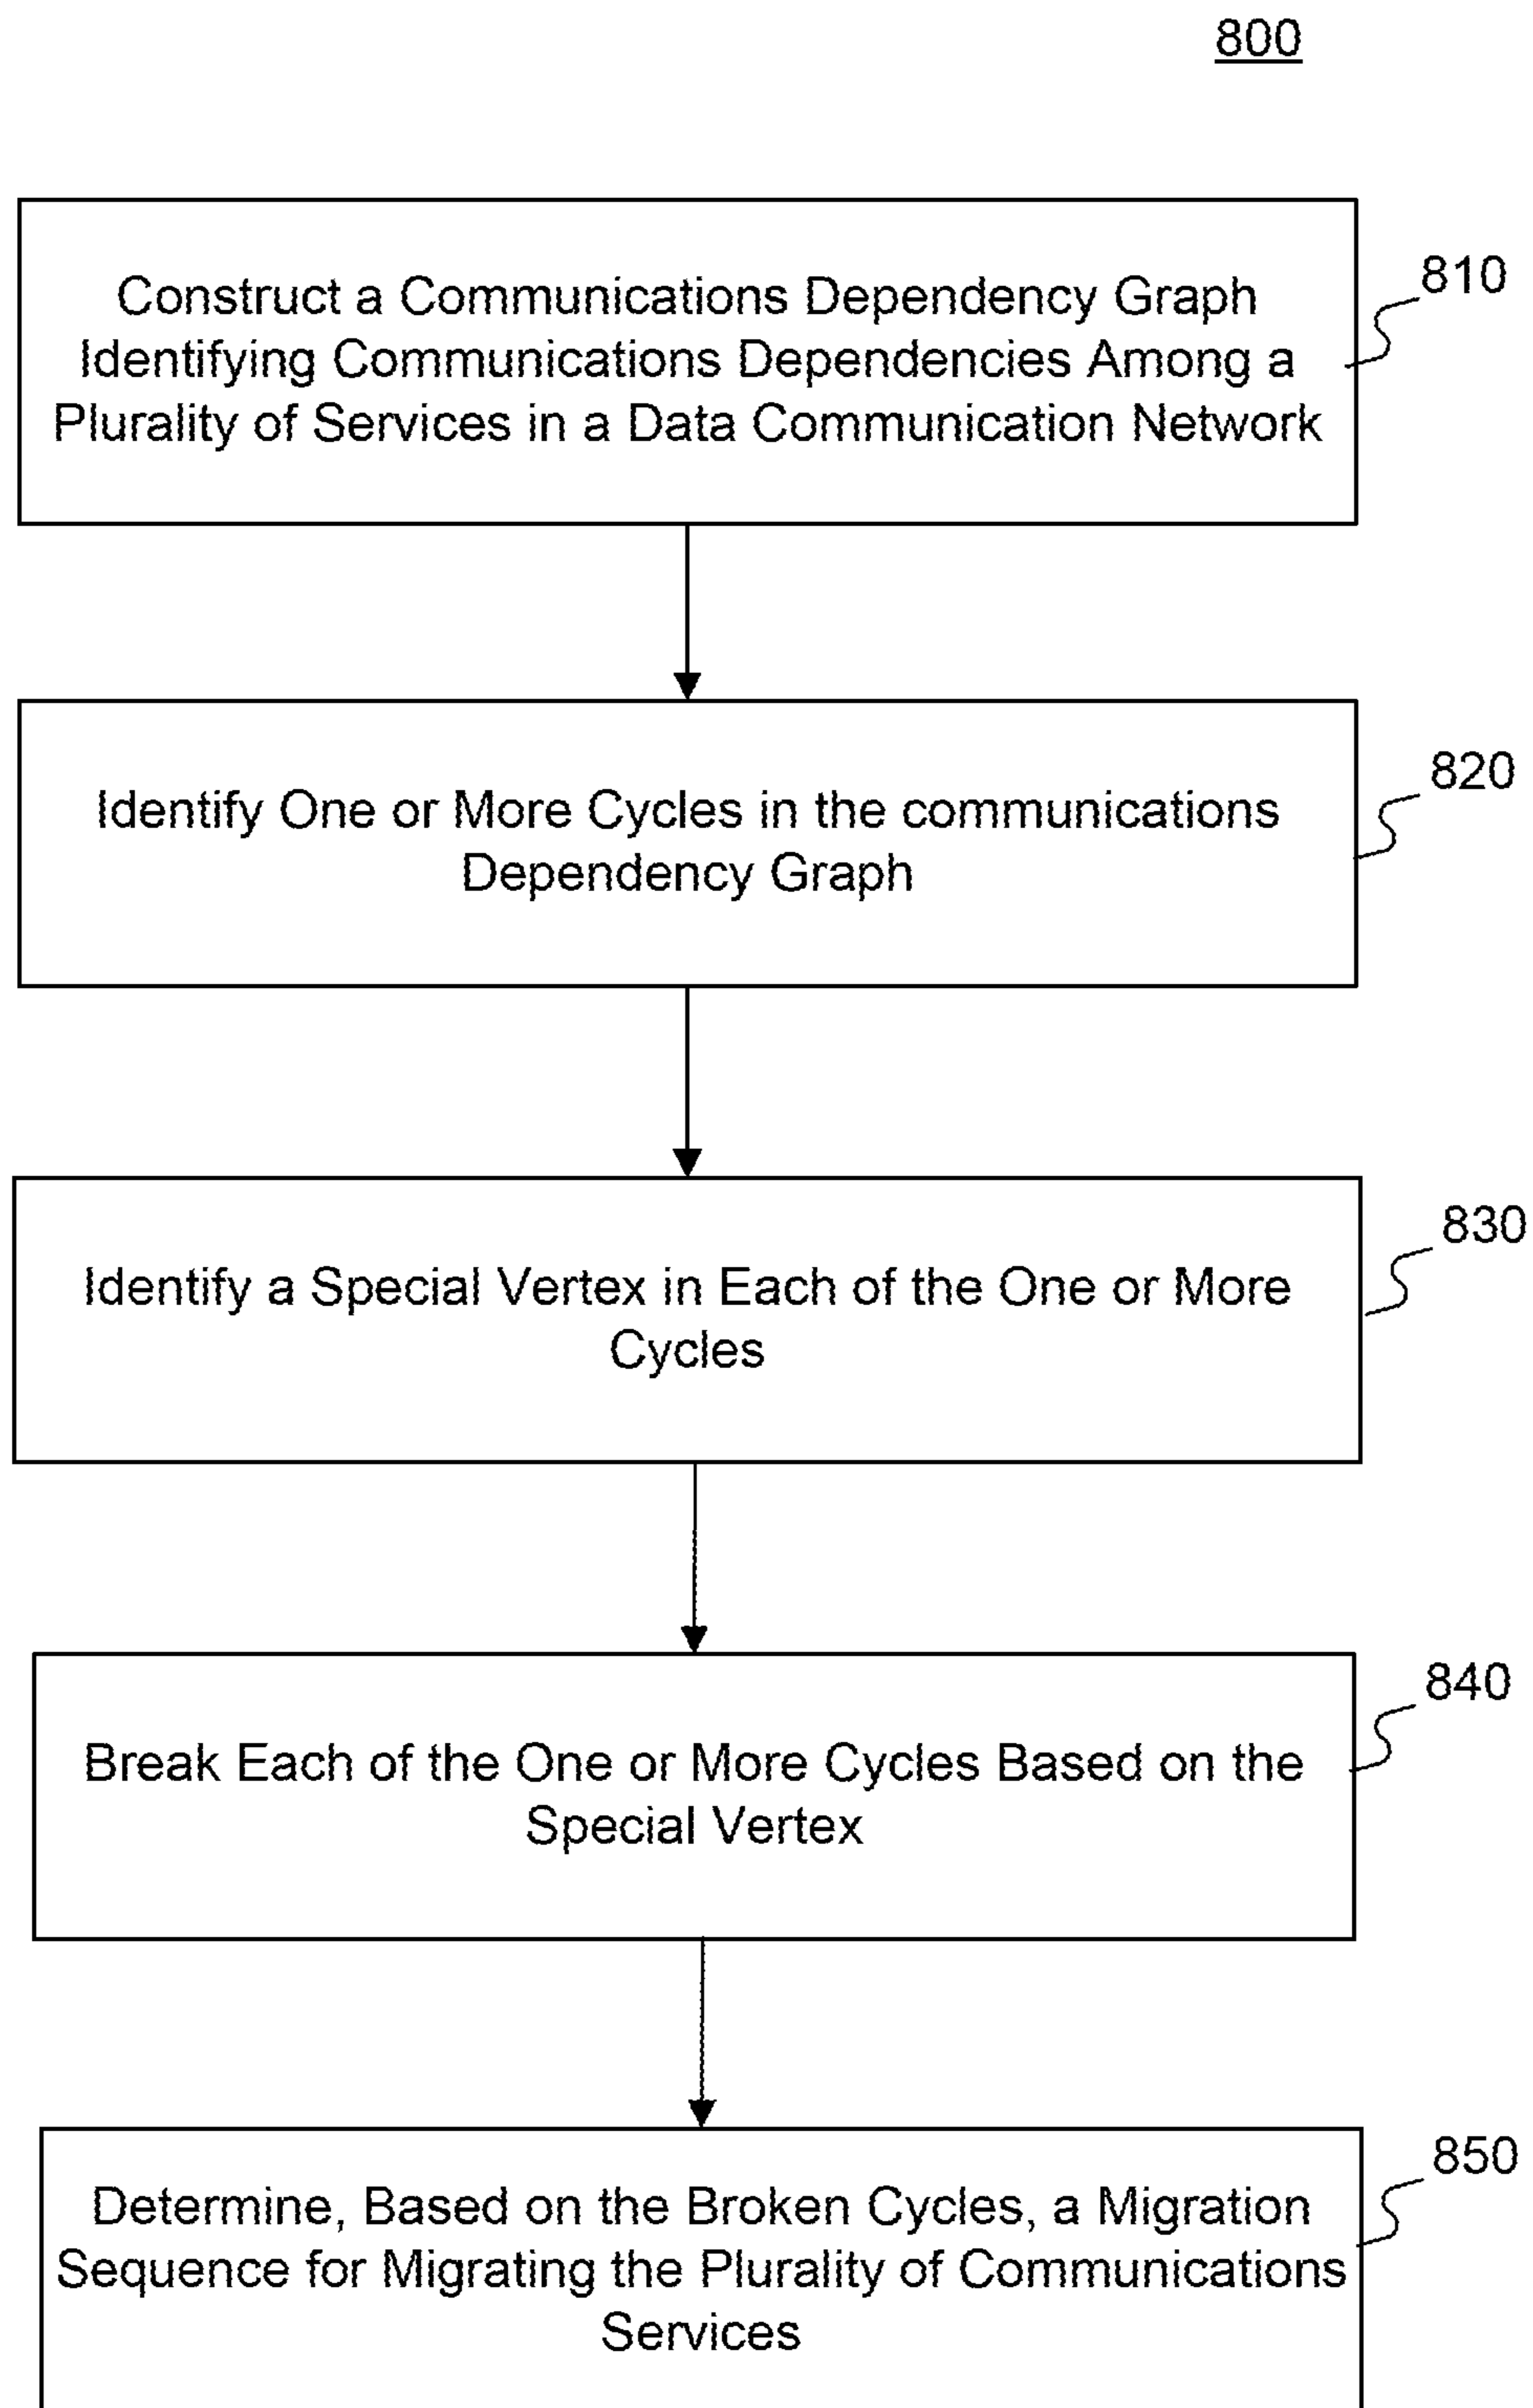 800
Construct a Communications Dependency Graph
Identifying Communications Dependencies Among a
Plurality of Services in a Data Communication Network
810
Identify One or More Cycles in the communications
Dependency Graph
820
Identify a Special Vertex in Each of the One or More
Cycles
830
Break Each of the One or More Cycles Based on the
Special Vertex
840
Determine, Based on the Broken Cycles, a Migration
Sequence for Migrating the Plurality of Communications
Services
850